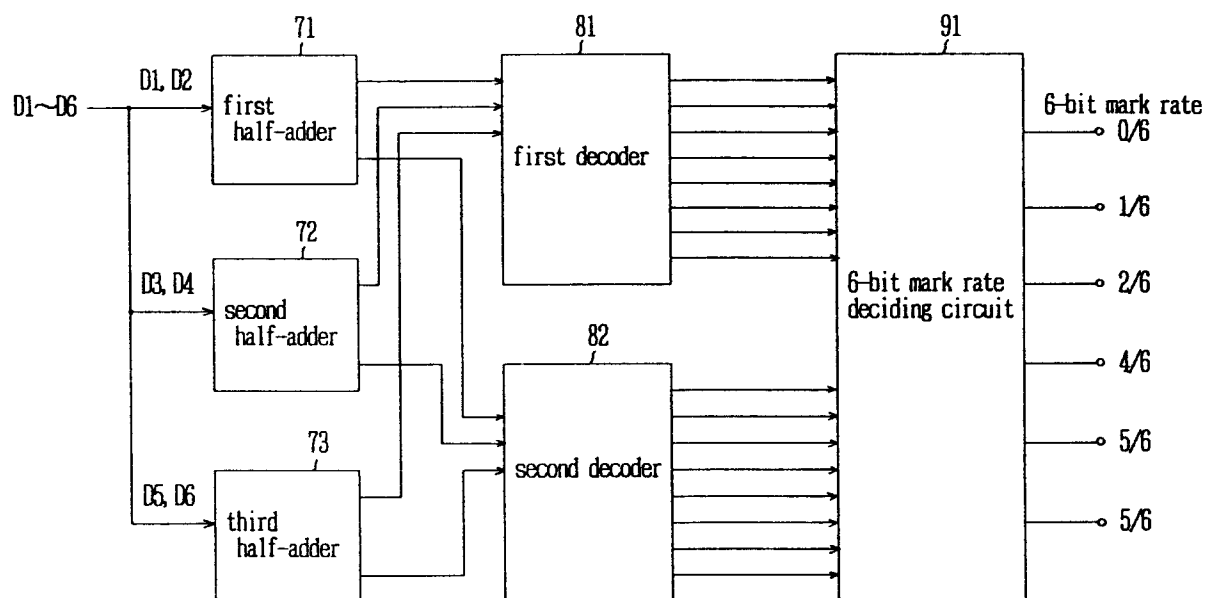 71
81
91
D1~D6
D1, D2
first
half-adder
first decoder
6-bit mark rate
0/6
1/6
72
D3, D4
second
half-adder
6-bit mark rate
deciding circuit
2/6
82
4/6
73
5/6
D5, D6
third
half-adder
second decoder
5/6